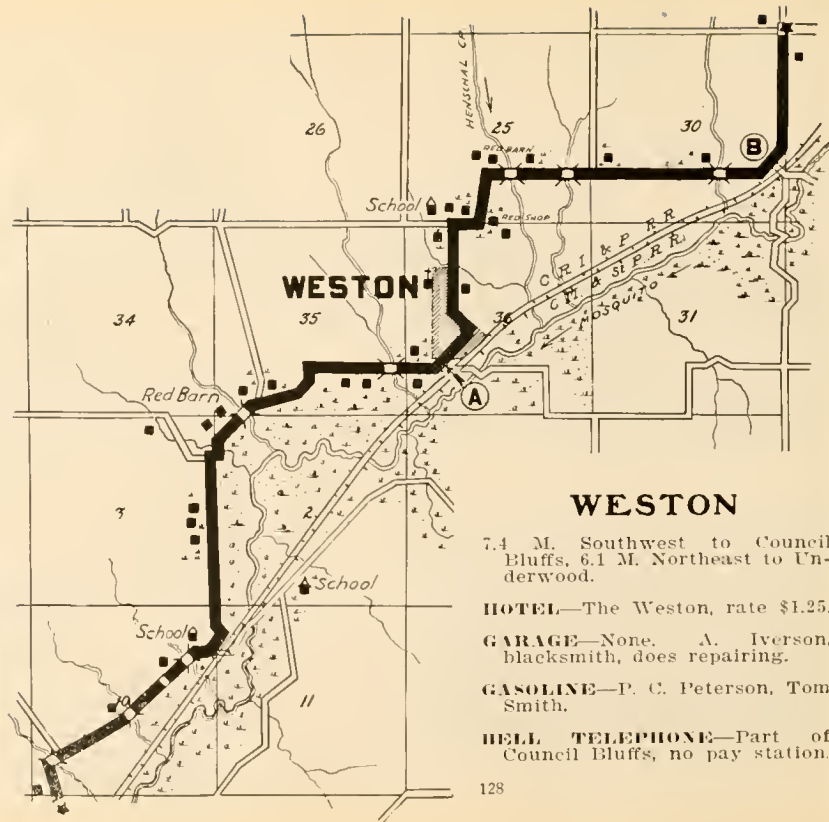 HENSCHAL CR.
26
25
30
B
RED BARN
School
RED SHOP
C R I & P R R
C M & St P R R
MOSQUITO
WESTON
34
35
36
31
Red Barn
A
3
2
School
School
10
11
WESTON
7.4 M. Southwest to Council
Bluffs, 6.1 M. Northeast to Un-
derwood.
HOTEL—The Weston, rate $1.25.
GARAGE—None. A. Iverson,
blacksmith, does repairing.
GASOLINE—P. C. Peterson, Tom
Smith.
BELL TELEPHONE—Part of
Council Bluffs, no pay station.
128